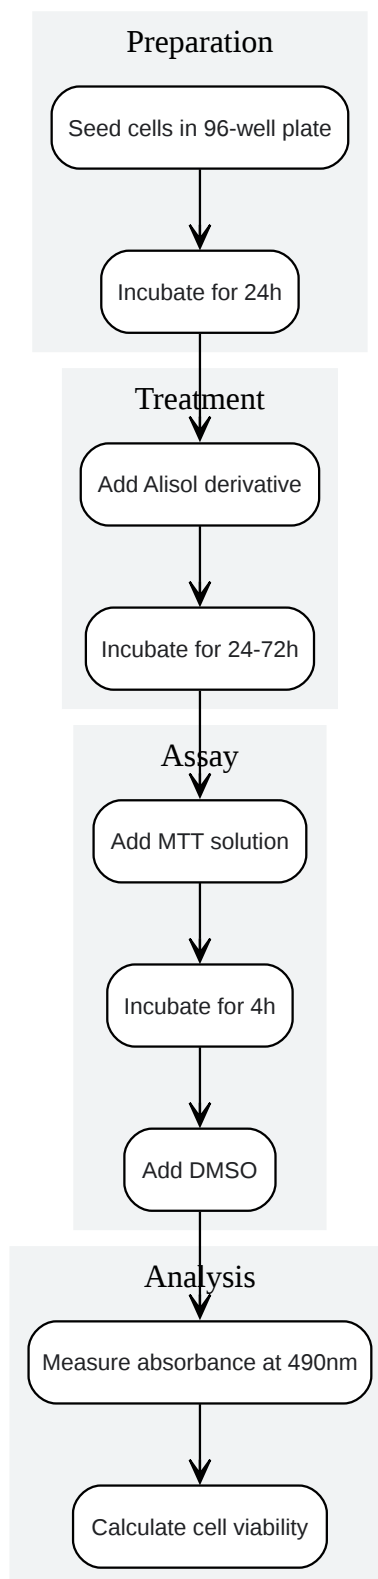 Preparation
Seed cells in 96-well plate
Incubate for 24h
Treatment
Add Alisol derivative
Incubate for 24-72h
Assay
Add MTT solution
Incubate for 4h
Add DMSO
Analysis
Measure absorbance at 490nm
Calculate cell viability